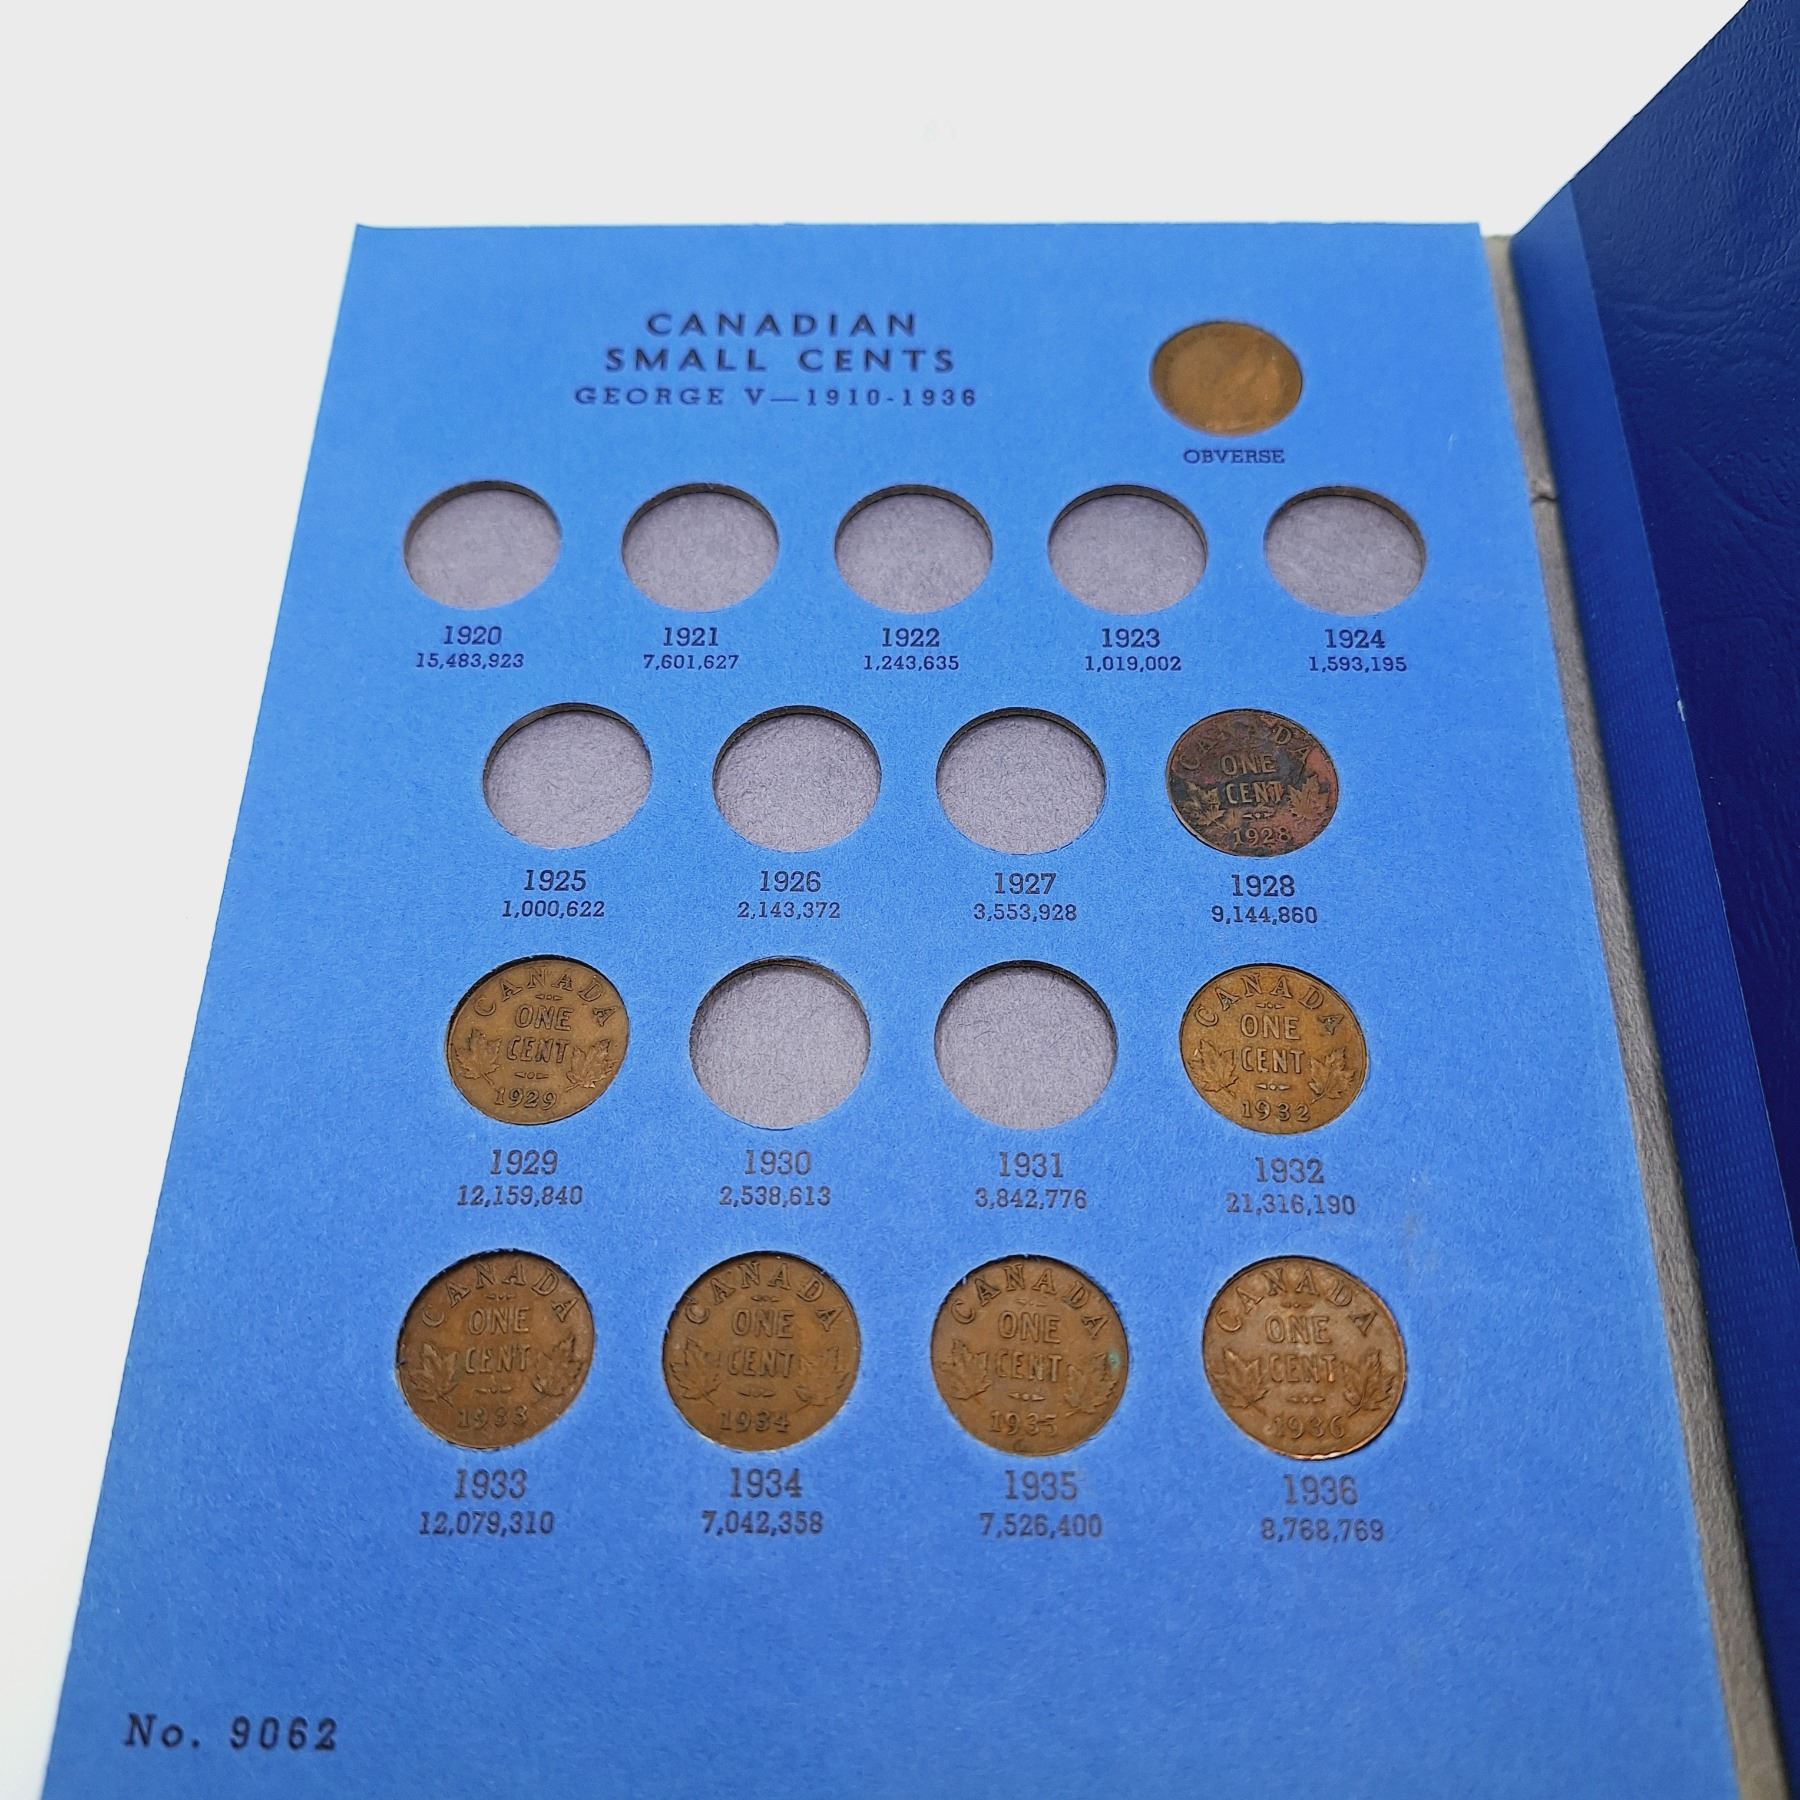 CANADIAN
SMALL CENTS
GEORGE V—1910-1936
OBVERSE
1920 1921 1922 1923 1924
15,483,923 7,601,627 1,243,635 1,019,002 1,593,195
CANADA
ONE
CENT
1928
1925 1926 1927 1928
1,000,622 2,143,372 3,553,928 9,144,860
CANADA CANADA
ONE ONE
CENT CENT
1929 1932
1929 1930 1931 1932
12,159,840 2,538,613 3,842,776 21,316,190
CANADA CANADA CANADA CANADA
ONE ONE ONE ONE
CENT CENT CENT CENT
1933 1934 1935 1936
1933 1934 1935 1936
12,079,310 7,042,358 7,526,400 8,768,769
No. 9062